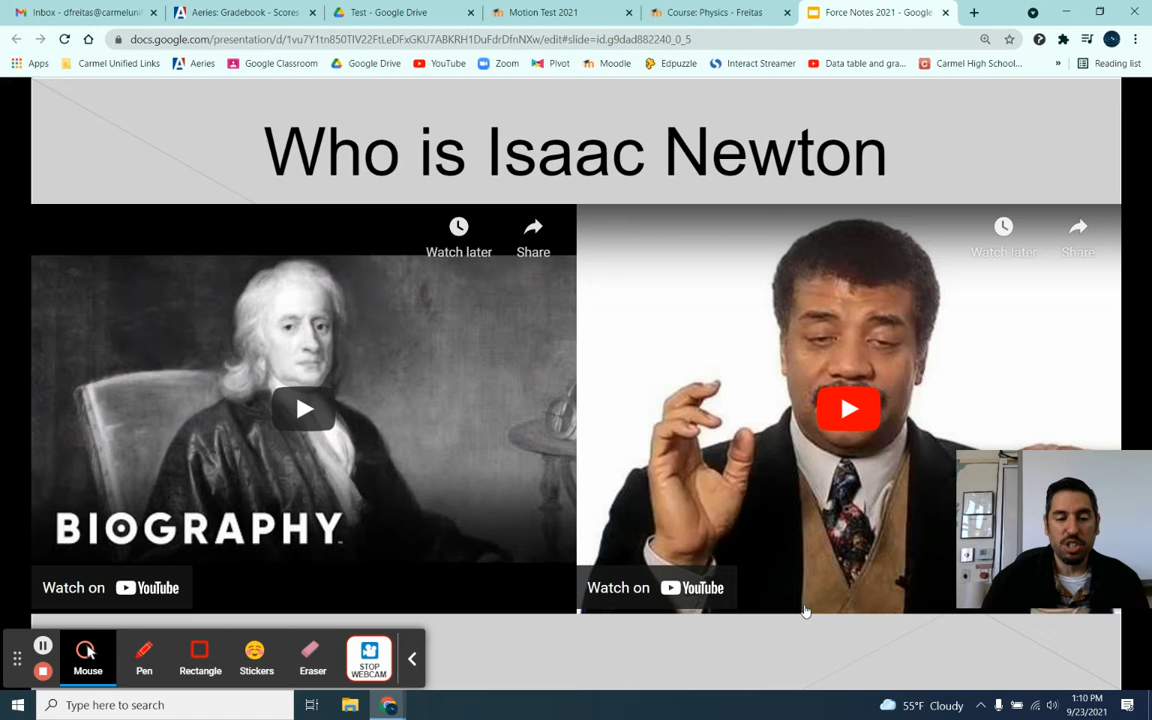 Inbox - dfreitas@carmeluni
Aeries: Gradebook - Scores
Test - Google Drive
Motion Test 2021
Course: Physics - Freitas
Force Notes 2021 - Google
docs.google.com/presentation/d/1vu7Y1tn850TlV22FtLeDFxGKU7ABKRH1DuFdrDfnNXw/edit#slide=id.g9dad882240_0_5
Apps
Carmel Unified Links
Aeries
Google Classroom
Google Drive
YouTube
Zoom
Pivot
Moodle
Edpuzzle
Interact Streamer
Data table and gra...
Carmel High School...
»
Reading list
Who is Isaac Newton
Watch later
Share
Watch later
Share
BIOGRAPHY
Watch on YouTube
Watch on YouTube
Mouse
Pen
Rectangle
Stickers
Eraser
STOP
WEBCAM
Type here to search
55°F Cloudy
1:10 PM
9/23/2021